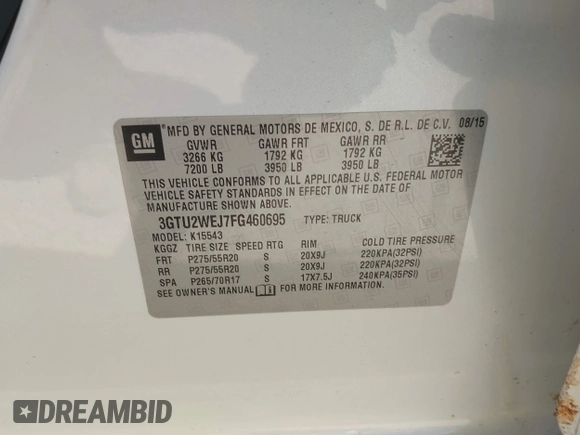 GM ® MFD BY GENERAL MOTORS DE MEXICO, S. DE R.L. DE C.V. 08/15
GVWR GAWR FRT GAWR RR
3266 KG 1792 KG 1792 KG
7200 LB 3950 LB 3950 LB
THIS VEHICLE CONFORMS TO ALL APPLICABLE U.S. MOTOR
VEHICLE SAFETY STANDARDS IN EFFECT ON THE DATE OF
MANUFACTURE SHOWN ABOVE.
3GTU2WEJ7FG460695 TYPE: TRUCK
MODEL: K15543
KGGZ TIRE SIZE SPEED RTG RIM COLD TIRE PRESSURE
FRT P275/55R20 S 20X9J 220KPA(32PSI)
RR P275/55R20 S 20X9J 220KPA(32PSI)
SPA P265/70R17 S 17X7.5J 240KPA(35PSI)
SEE OWNER'S MANUAL FOR MORE INFORMATION.
DREAMBID